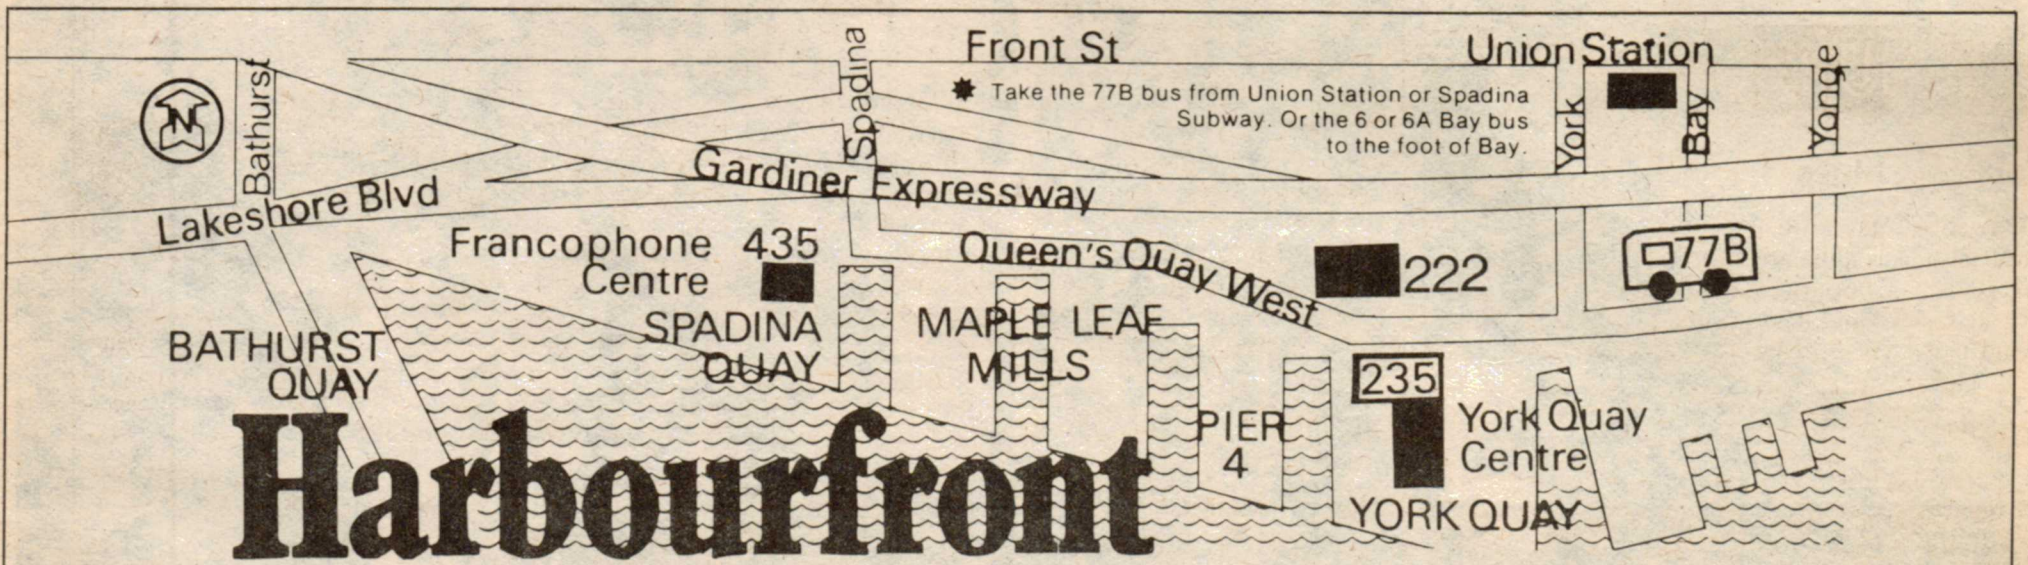 Front St
Union Station
Bathurst
Spadina
York
Bay
Yonge
N
Take the 77B bus from Union Station or Spadina
Subway. Or the 6 or 6A Bay bus
to the foot of Bay.
Lakeshore Blvd
Gardiner Expressway
Francophone
Centre
435
Queen's Quay West
222
77B
BATHURST
QUAY
SPADINA
QUAY
MAPLE LEAF
MILLS
PIER
4
235
York Quay
Centre
YORK QUAY
Harbourfront